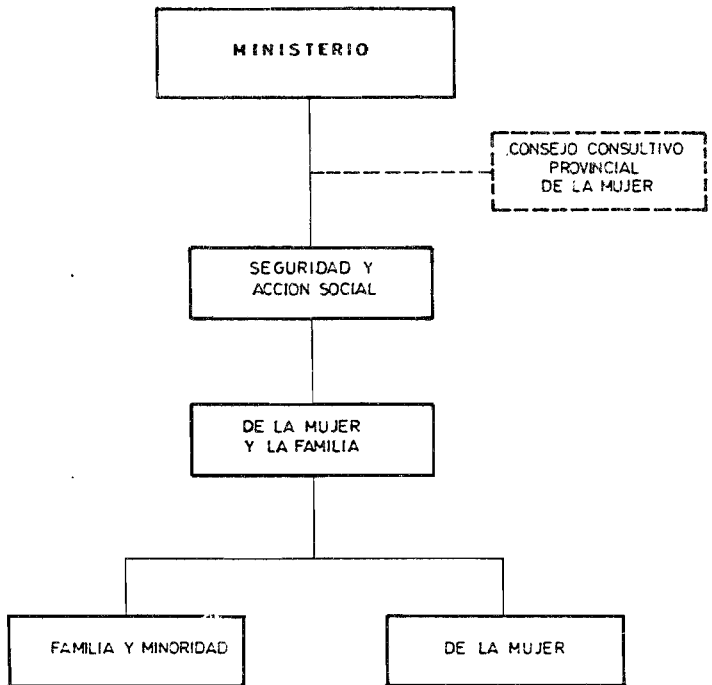 MINISTERIO
CONSEJO CONSULTIVO
PROVINCIAL
DE LA MUJER
SEGURIDAD Y
ACCION SOCIAL
DE LA MUJER
Y LA FAMILIA
FAMILIA Y MINORIDAD
DE LA MUJER